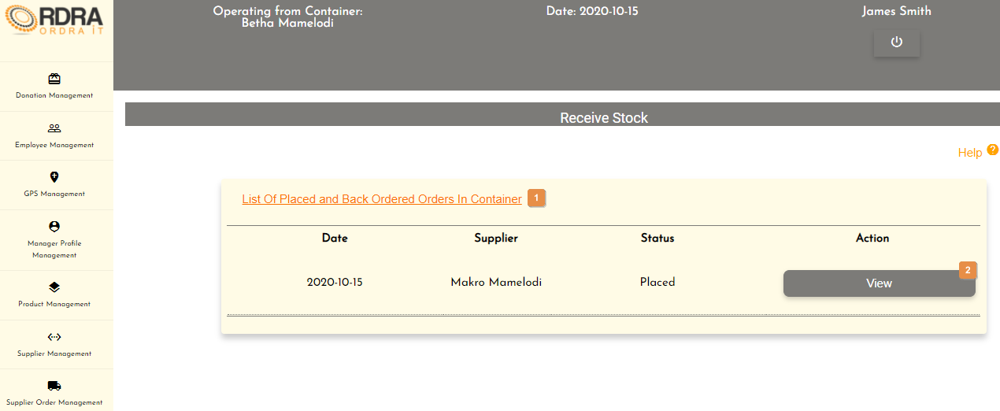 RDRA
ORDRA IT
Operating from Container:
Betha Mamelodi
Date: 2020-10-15
James Smith
Donation Management
Employee Management
GPS Management
Manager Profile
Management
Product Management
Supplier Management
Supplier Order Management
Receive Stock
Help ?
List Of Placed and Back Ordered Orders In Container 1
Date Supplier Status Action
2020-10-15 Makro Mamelodi Placed View 2